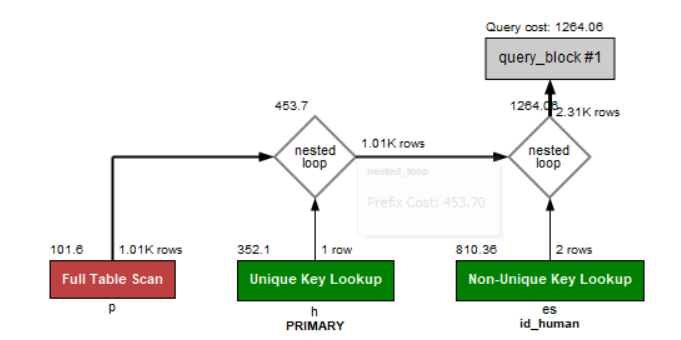 Query cost: 1264.06
query_block #1
453.7
1264.06
2.31K rows
nested
loop
1.01K rows
nested
loop
nested_loop
Prefix Cost: 453.70
101.6
1.01K rows
352.1
1 row
810.36
2 rows
Full Table Scan
Unique Key Lookup
Non-Unique Key Lookup
p
h
es
PRIMARY
id_human